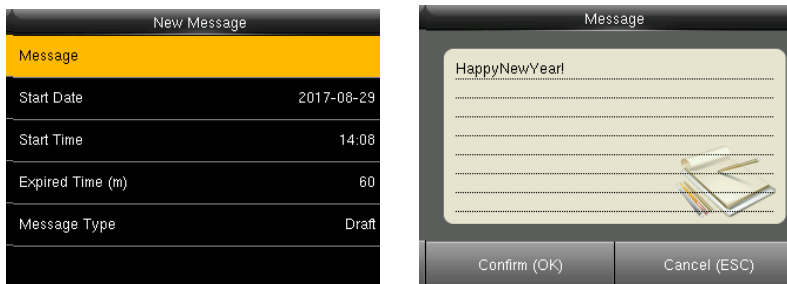 New Message
Message
Start Date 2017-08-29
Start Time 14:08
Expired Time (m) 60
Message Type Draft
Message
HappyNewYear!
Confirm (OK) Cancel (ESC)